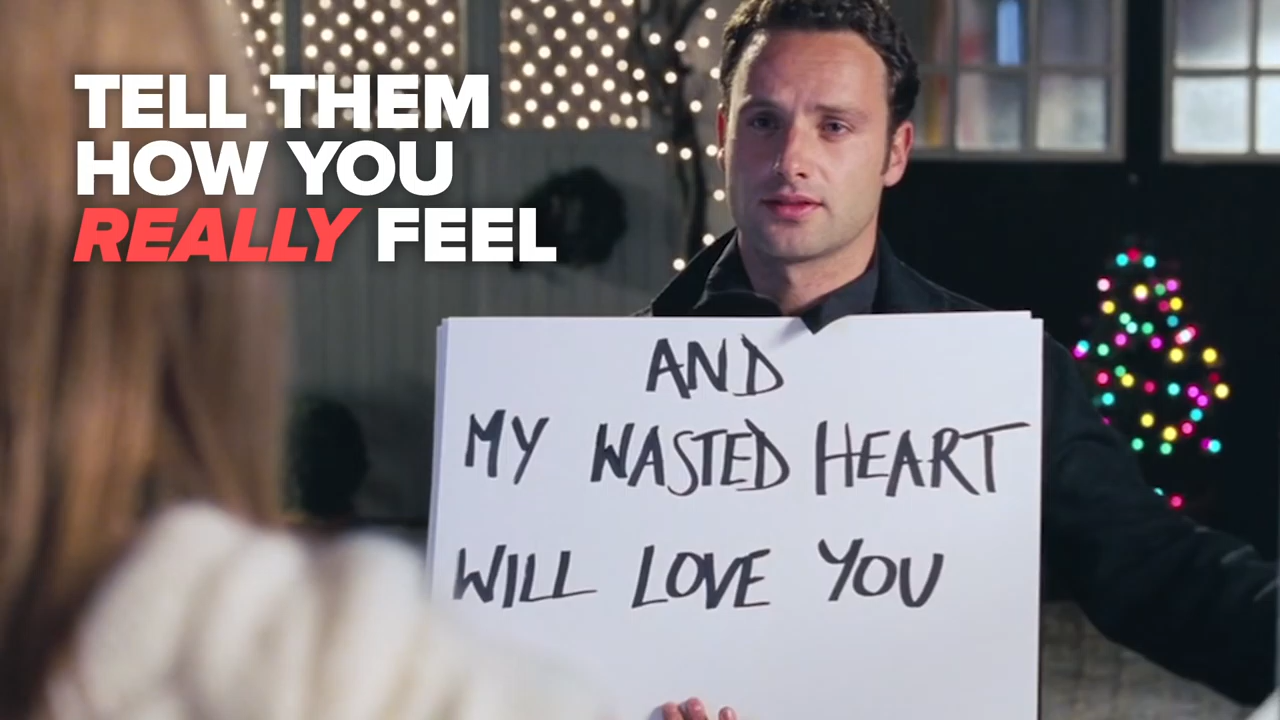 TELL THEM
HOW YOU
REALLY FEEL
AND
MY WASTED HEART
WILL LOVE YOU